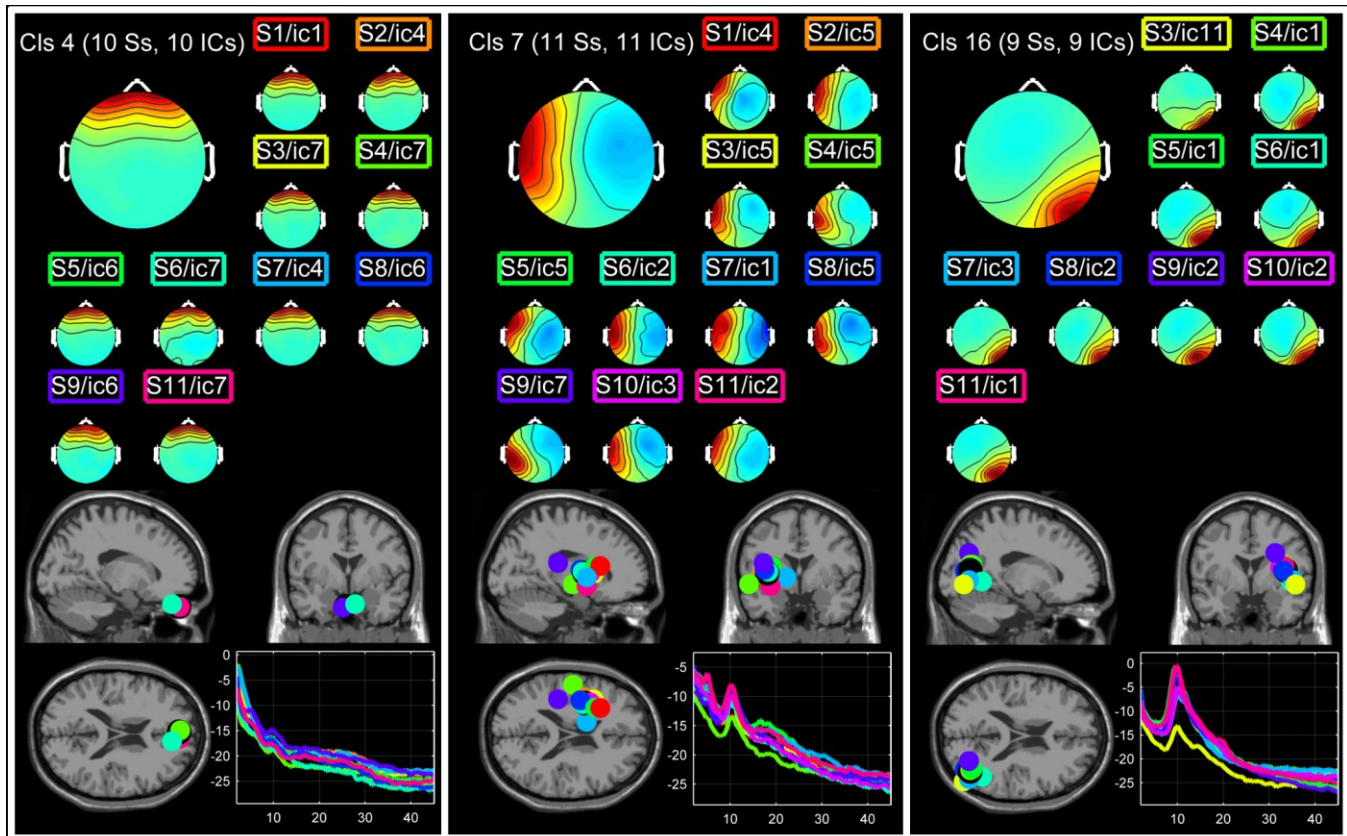 Cls 4 (10 Ss, 10 ICs)
S1/ic1
S2/ic4
S3/ic7
S4/ic7
S5/ic6
S6/ic7
S7/ic4
S8/ic6
S9/ic6
S11/ic7
0
-5
-10
-15
-20
-25
20
40
Cls 7 (11 Ss, 11 ICs)
S1/ic4
S2/ic5
S3/ic5
S4/ic5
S5/ic5
S6/ic2
S7/ic1
S8/ic5
S9/ic7
S10/ic3
S11/ic2
-5
-10
-15
-20
-25
10
20
30
40
Cls 16 (9 Ss, 9 ICs)
S3/ic11
S4/ic1
S5/ic1
S6/ic1
S7/ic3
S8/ic2
S9/ic2
S10/ic2
S11/ic1
0
-5
-10
-15
-20
-25
10
20
30
40